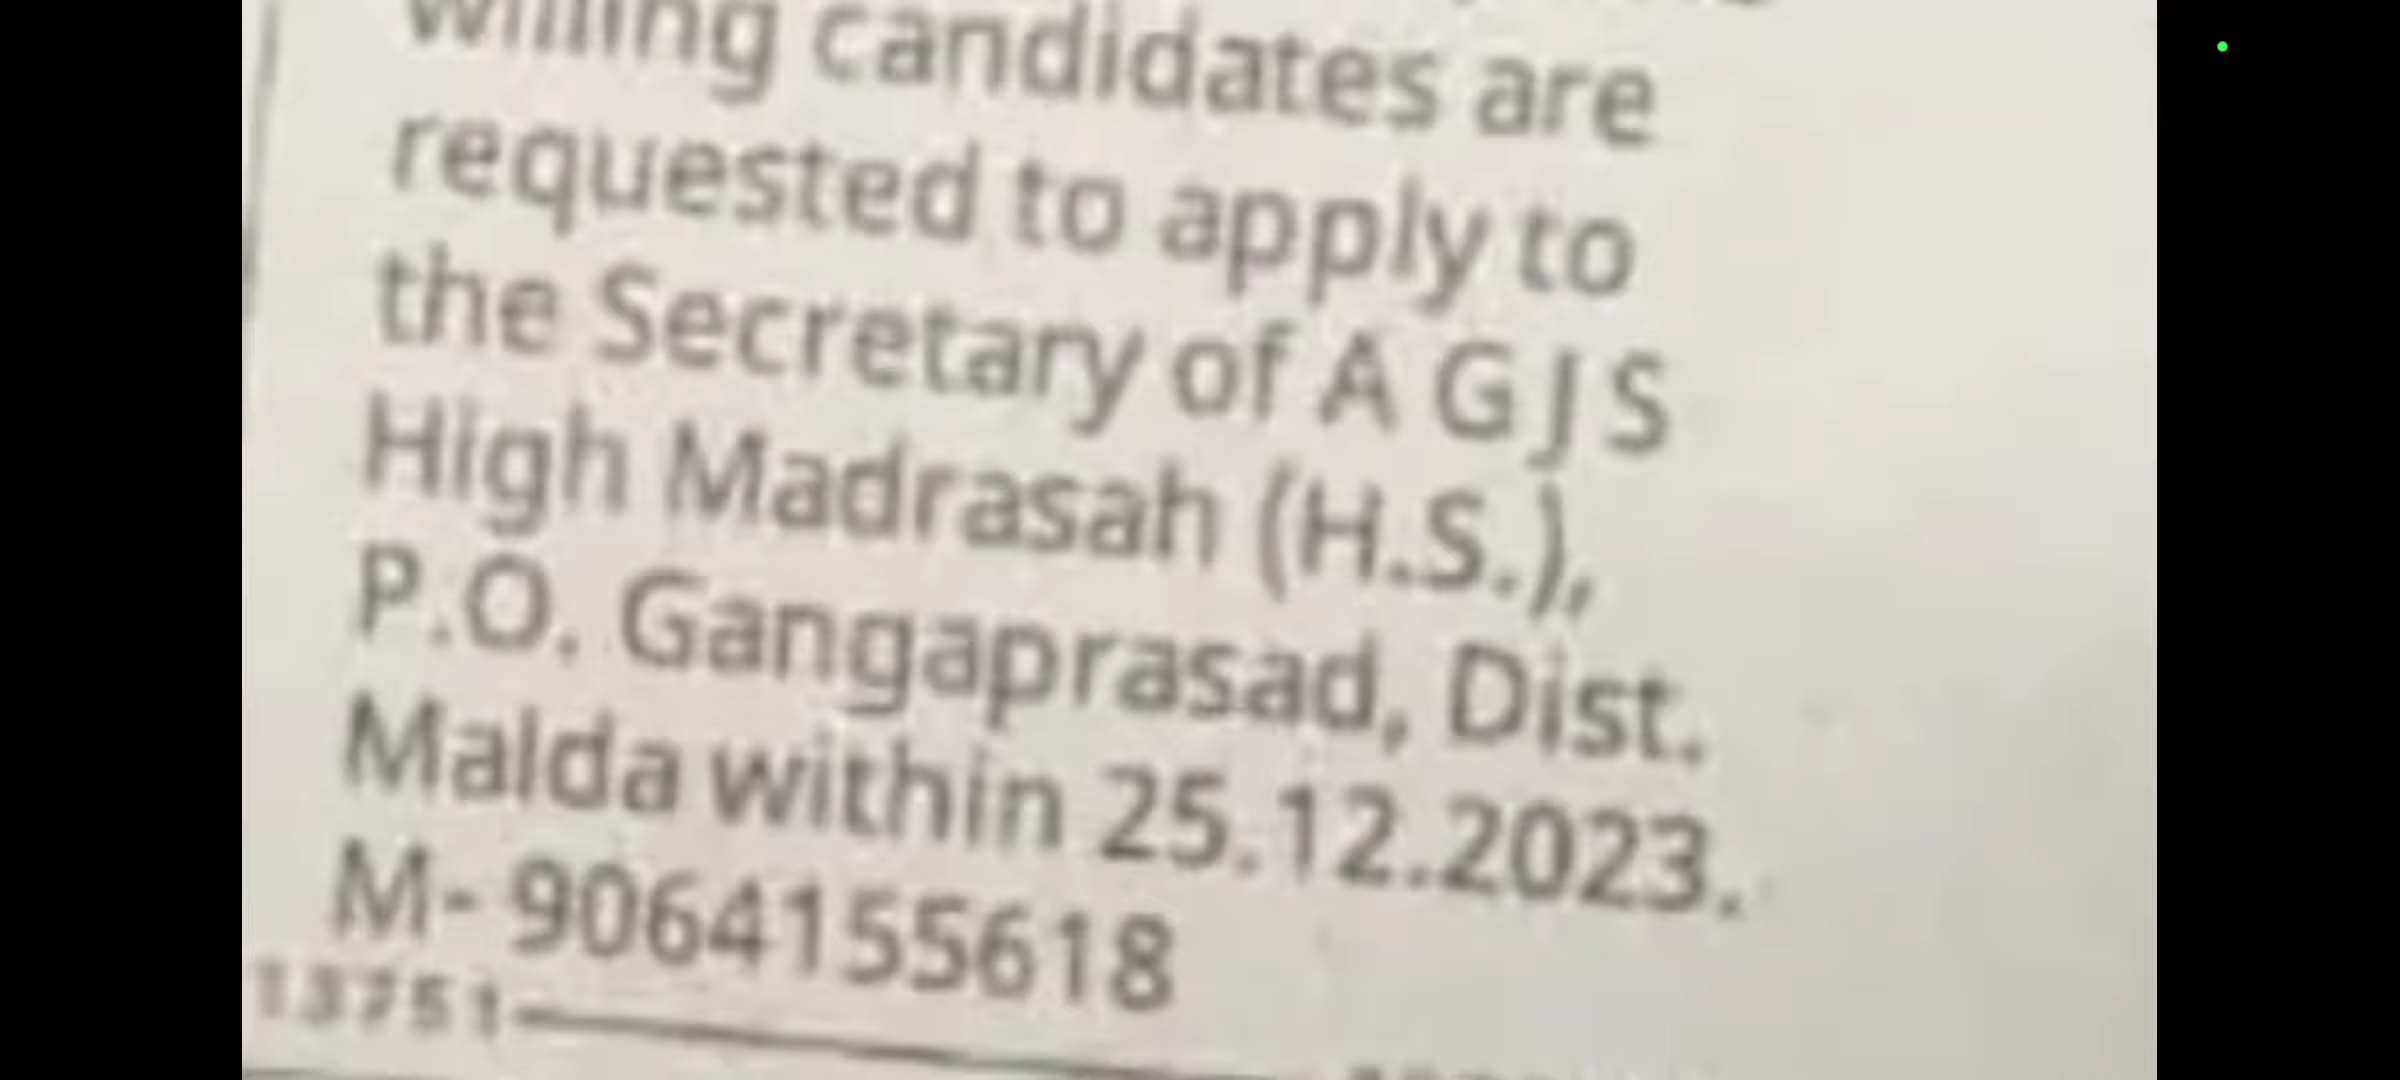 willing candidates are
requested to apply to
the Secretary of A G J S
High Madrasah (H.S.),
P.O. Gangaprasad, Dist.
Malda within 25.12.2023.
M- 9064155618
13751